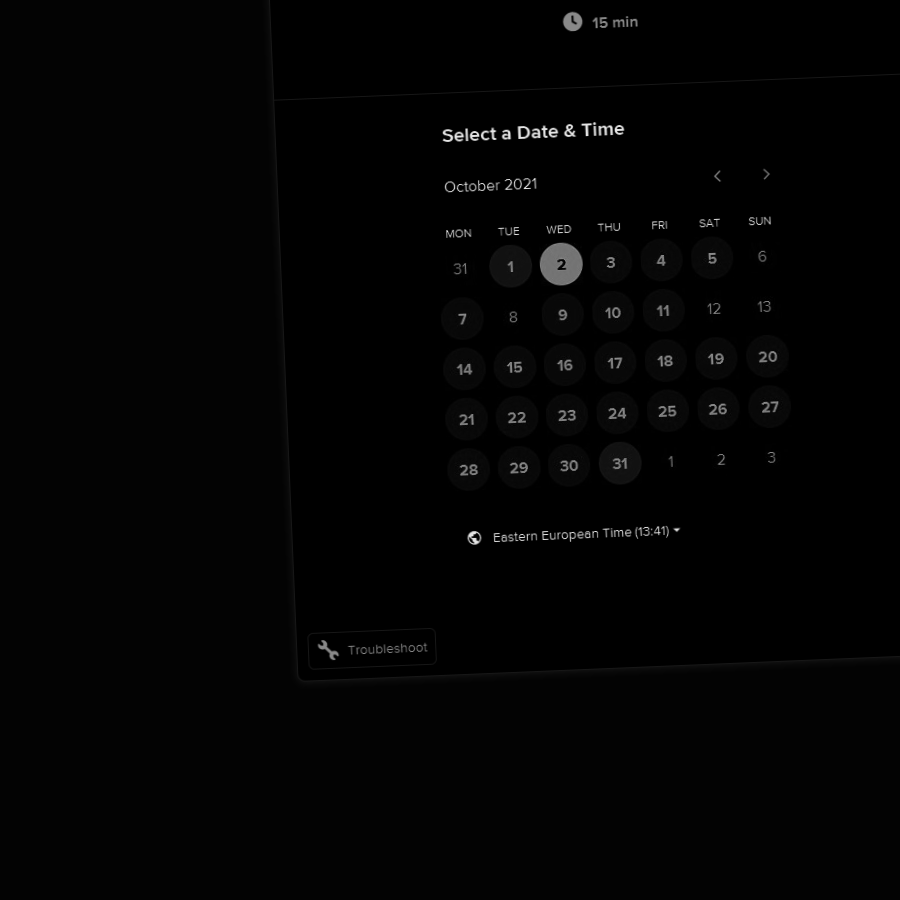 15 min
Select a Date & Time
October 2021
MON TUE WED THU FRI SAT SUN
31 1 2 3 4 5 6
7 8 9 10 11 12 13
14 15 16 17 18 19 20
21 22 23 24 25 26 27
28 29 30 31 1 2 3
Eastern European Time (13:41)
Troubleshoot